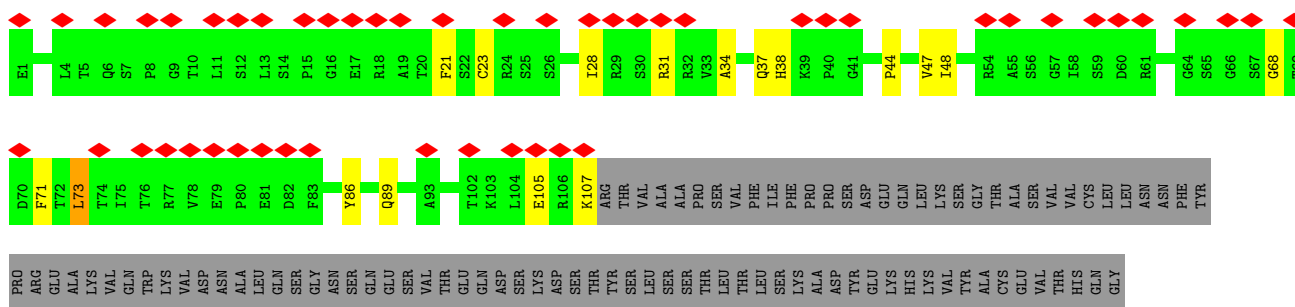 E1 L4 T5 Q6 S7 P8 G9 T10 L11 S12 L13 S14 P15 G16 E17 R18 A19 T20 F21 S22 C23 R24 S25 S26 I28 R29 S30 R31 R32 V33 A34 Q37 H38 K39 P40 G41 P44 V47 I48 R54 A55 S56 G57 I58 S59 D60 R61 G64 S65 G66 S67 G68
D70 F71 T72 L73 T74 I75 T76 R77 V78 E79 P80 E81 D82 F83 Y86 Q89 A93 T102 K103 L104 E105 R106 K107 ARG THR VAL ALA ALA PRO SER VAL PHE ILE PHE PRO PRO SER ASP GLU GLN LEU LYS SER GLY THR ALA SER VAL VAL CYS LEU LEU ASN ASN PHE TYR
PRO ARG GLU ALA LYS VAL GLN TRP LYS VAL ASP ASN ALA LEU GLN SER GLY ASN SER GLN GLU SER VAL THR GLU GLN ASP SER LYS ASP SER THR TYR SER LEU SER SER THR LEU THR LEU SER LYS ALA ASP TYR GLU LYS HIS LYS VAL TYR ALA CYS GLU VAL THR HIS GLN GLY